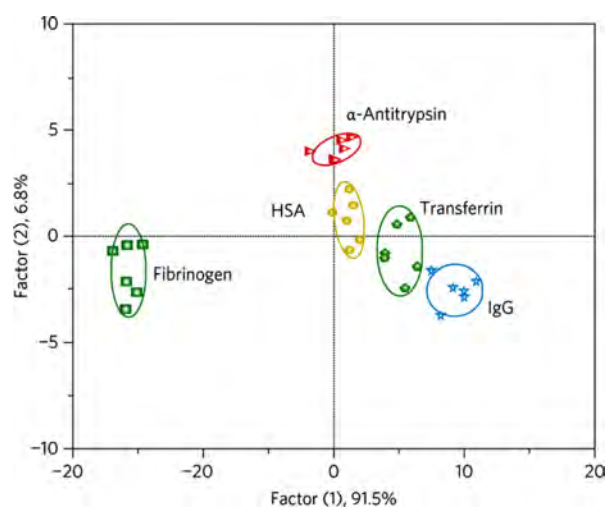 10
α-Antitrypsin
5
HSA
Transferrin
0
Fibrinogen
IgG
−5
−10
−20
−10
0
10
20
Factor (2), 6.8%
Factor (1), 91.5%